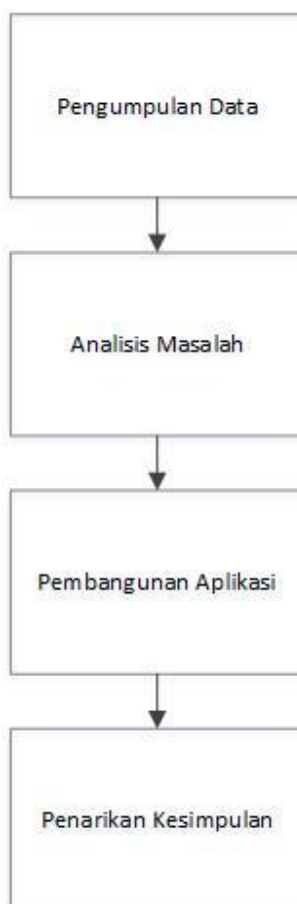 Pengumpulan Data
Analisis Masalah
Pembangunan Aplikasi
Penarikan Kesimpulan